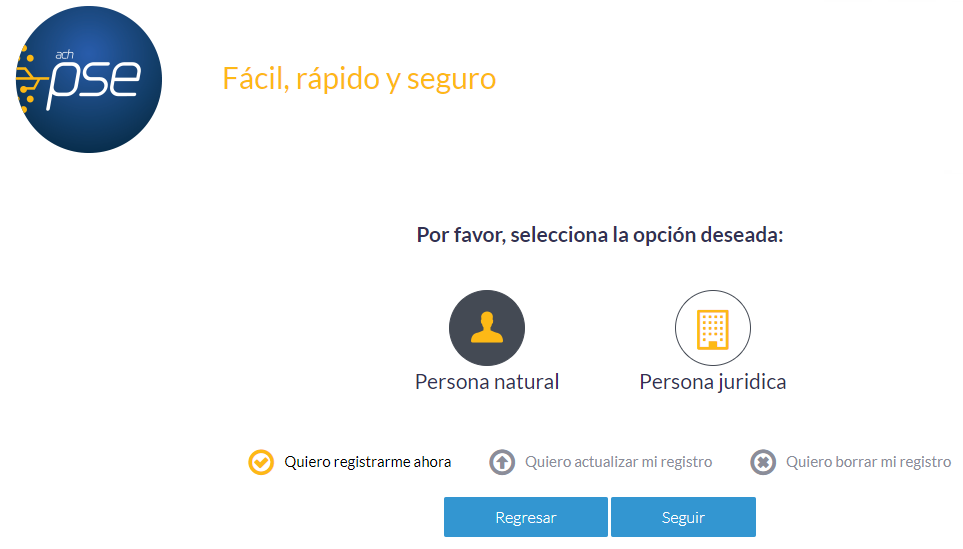 ach
pse
Fácil, rápido y seguro
Por favor, selecciona la opción deseada:
Persona natural
Persona juridica
Quiero registrarme ahora
Quiero actualizar mi registro
Quiero borrar mi registro
Regresar
Seguir